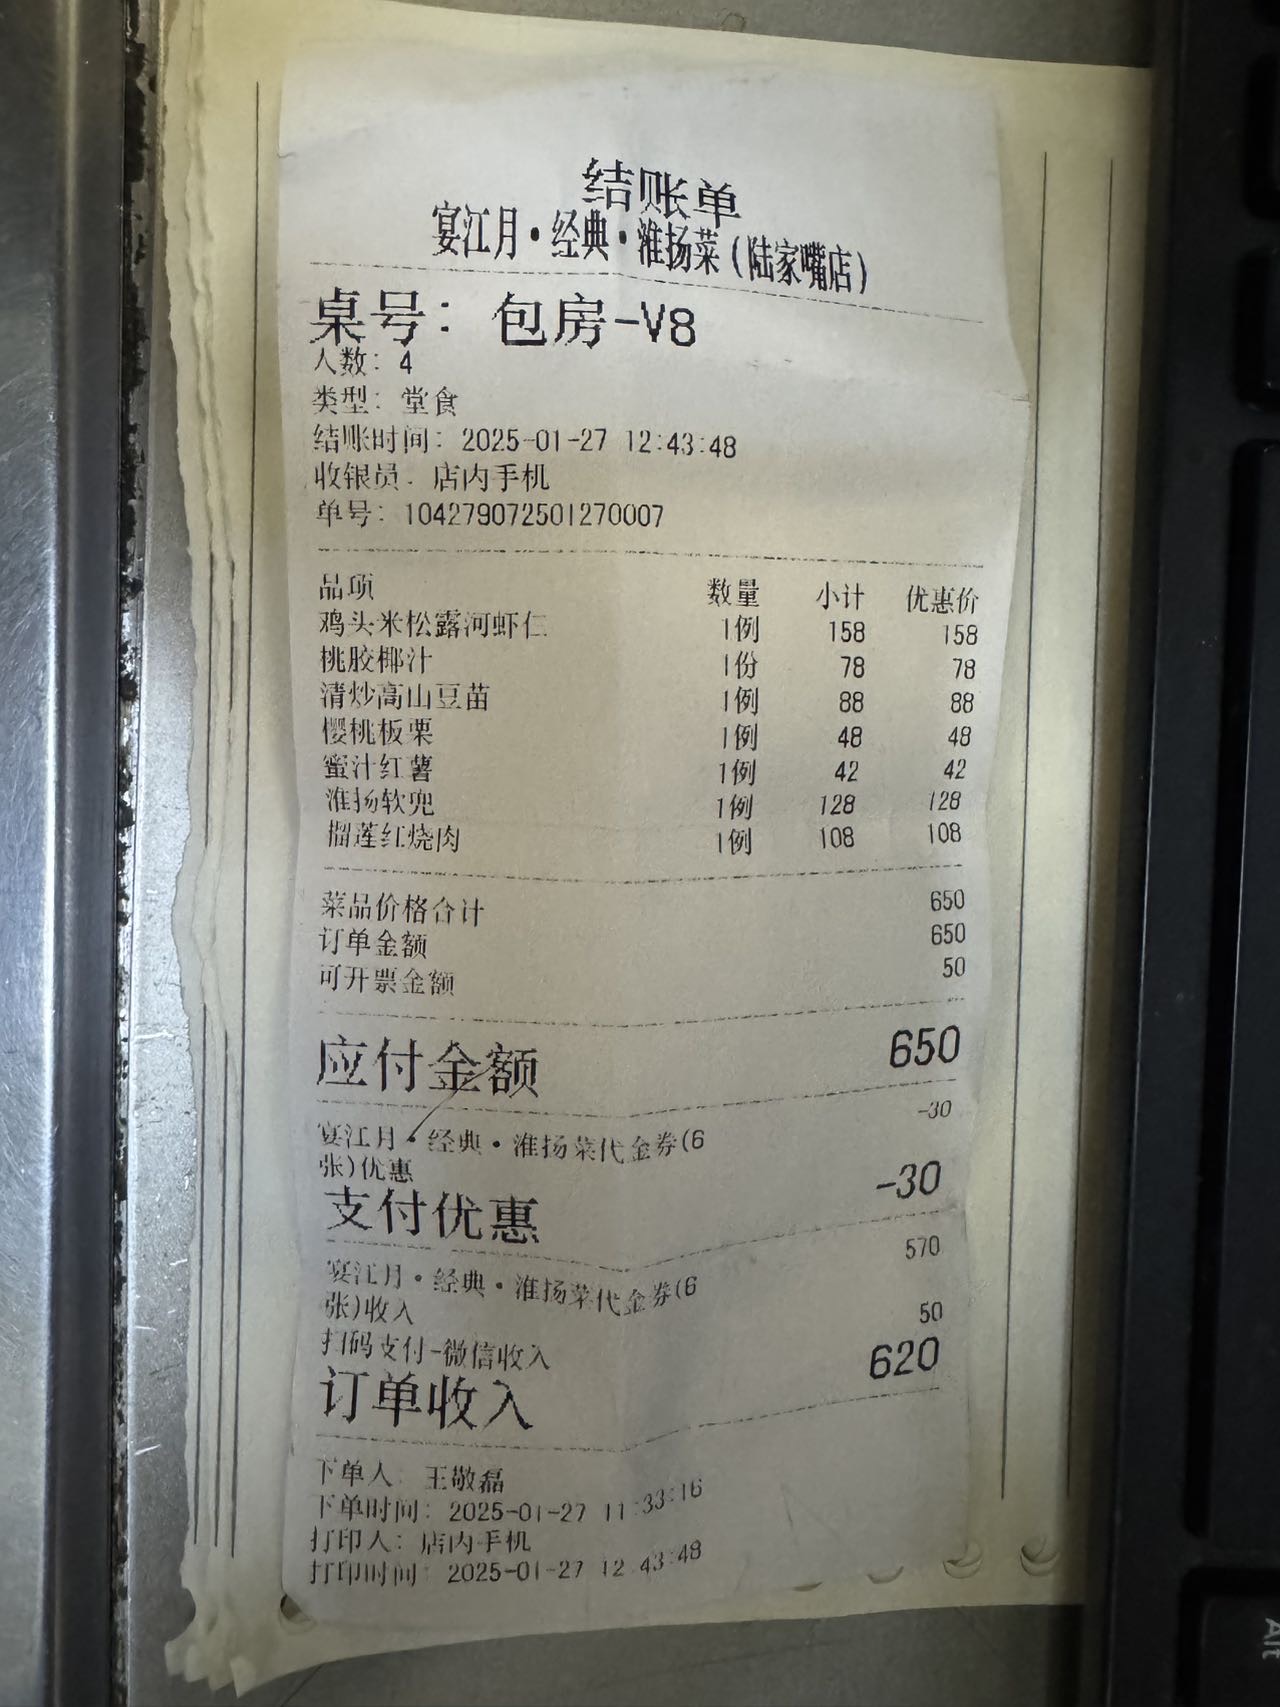 结账单
宴江月·经典·淮扬菜(陆家嘴店)
桌号: 包房-V8
人数: 4
类型: 堂食
结账时间: 2025-01-27 12:43:48
收银员: 店内手机
单号: 104279072501270007
品项 数量 小计 优惠价
鸡头米松露河虾仁 1例 158 158
桃胶椰汁 1份 78 78
清炒高山豆苗 1例 88 88
樱桃板栗 1例 48 48
蜜汁红薯 1例 42 42
淮扬软兜 1例 128 128
榴莲红烧肉 1例 108 108
菜品价格合计 650
订单金额 650
可开票金额 50
应付金额 650
宴江月·经典·淮扬菜代金券(6 -30
张)优惠
支付优惠 -30
宴江月·经典·淮扬菜代金券(6 570
张)收入
扫码支付-微信收入 50
订单收入 620
下单人: 王敬磊
下单时间: 2025-01-27 11:33:16
打印人: 店内手机
打印时间: 2025-01-27 12:43:48
Alt